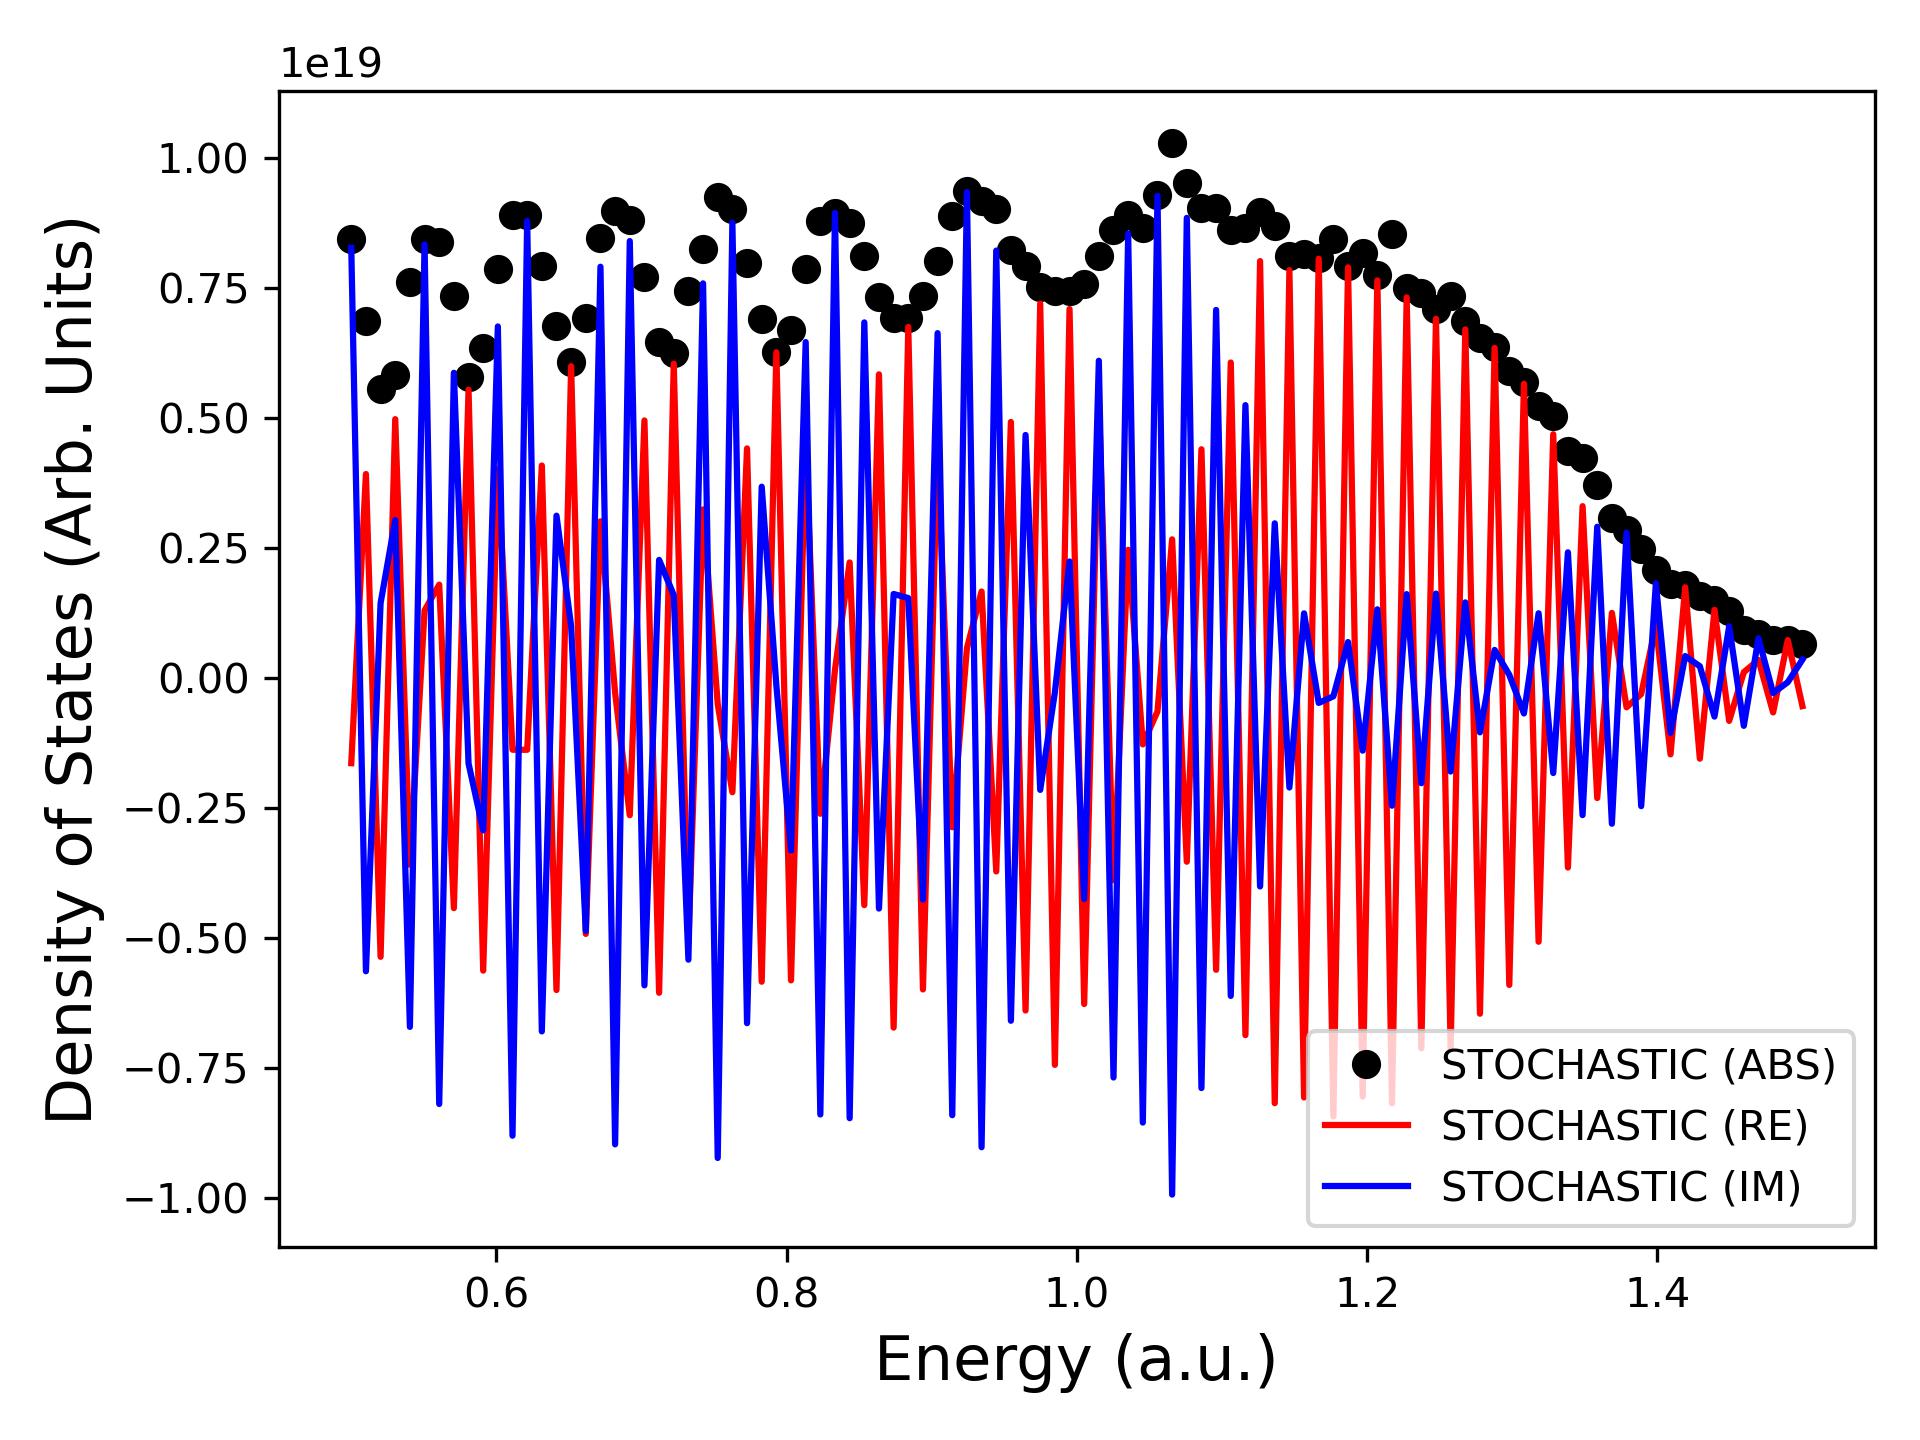 1e19
1.00
0.75
0.50
0.25
0.00
−0.25
−0.50
−0.75
−1.00
Density of States (Arb. Units)
STOCHASTIC (ABS)
STOCHASTIC (RE)
STOCHASTIC (IM)
0.6 0.8 1.0 1.2 1.4
Energy (a.u.)